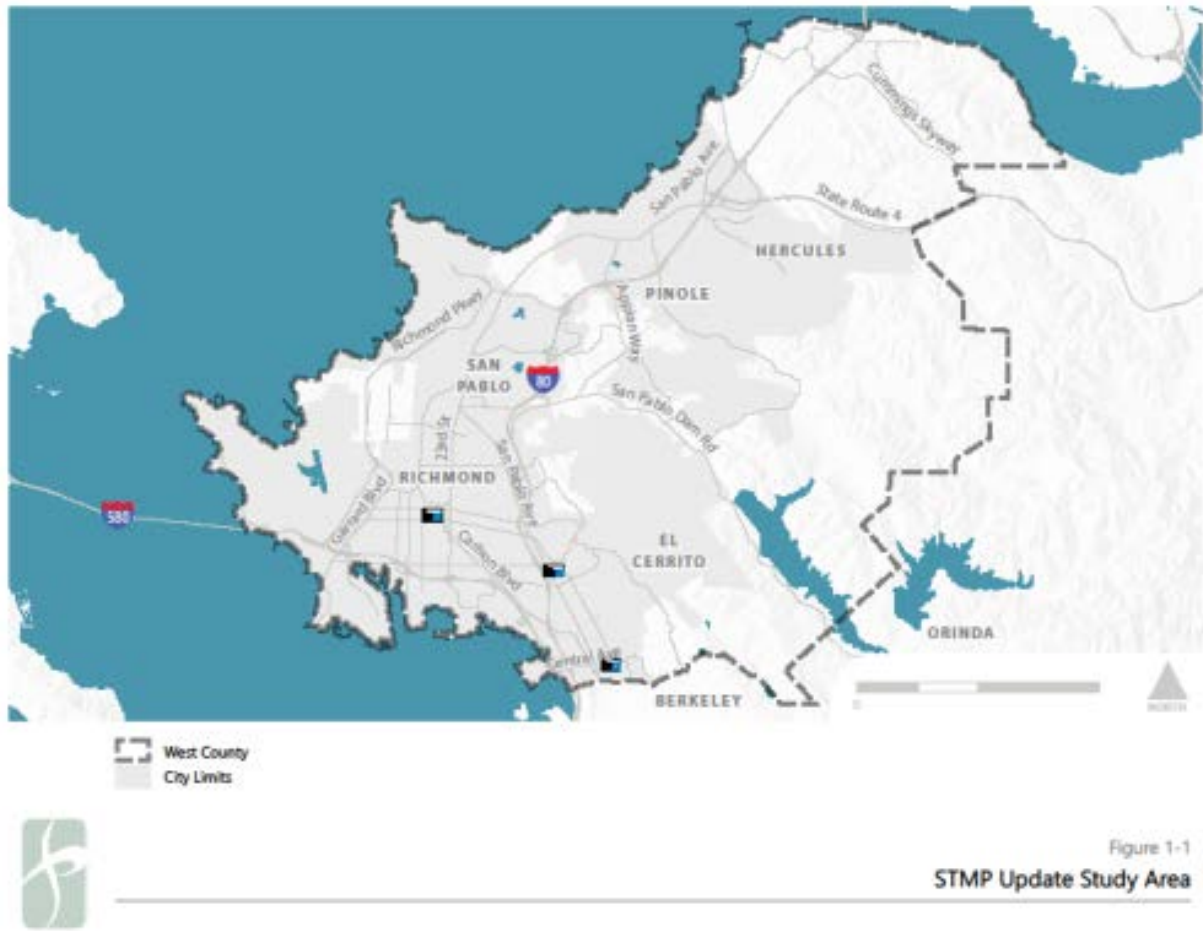 Cummings Skyway
San Pablo Ave
State Route 4
HERCULES
PINOLE
Appian Way
Richmond Pkwy
SAN
PABLO
80
San Pablo Dam Rd
23rd St
San Pablo Ave
RICHMOND
Garrard Blvd
580
Carlson Blvd
EL
CERRITO
ORINDA
Central Ave
BERKELEY
NORTH
West County
City Limits
Figure 1-1
STMP Update Study Area